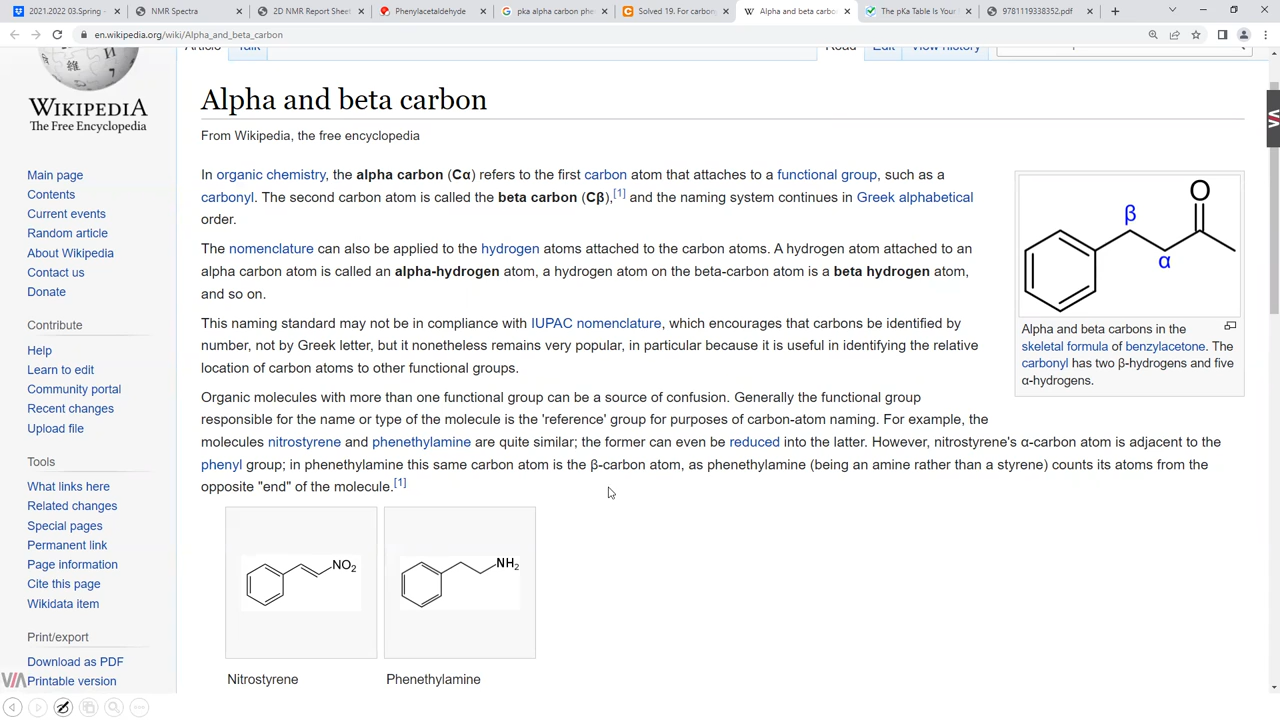 2021.2022 03.Spring -
NMR Spectra
2D NMR Report Sheet
Phenylacetaldehyde
pka alpha carbon phe
Solved 19. For carbon
Alpha and beta carbo
The pKa Table Is Your
9781119338352.pdf
en.wikipedia.org/wiki/Alpha_and_beta_carbon
Article Talk
Read Edit View history
WIKIPEDIA
The Free Encyclopedia
Main page
Contents
Current events
Random article
About Wikipedia
Contact us
Donate
Contribute
Help
Learn to edit
Community portal
Recent changes
Upload file
Tools
What links here
Related changes
Special pages
Permanent link
Page information
Cite this page
Wikidata item
Print/export
Download as PDF
Printable version
Alpha and beta carbon
From Wikipedia, the free encyclopedia
In organic chemistry, the alpha carbon (Cα) refers to the first carbon atom that attaches to a functional group, such as a
carbonyl. The second carbon atom is called the beta carbon (Cβ),[1] and the naming system continues in Greek alphabetical
order.
The nomenclature can also be applied to the hydrogen atoms attached to the carbon atoms. A hydrogen atom attached to an
alpha carbon atom is called an alpha-hydrogen atom, a hydrogen atom on the beta-carbon atom is a beta hydrogen atom,
and so on.
This naming standard may not be in compliance with IUPAC nomenclature, which encourages that carbons be identified by
number, not by Greek letter, but it nonetheless remains very popular, in particular because it is useful in identifying the relative
location of carbon atoms to other functional groups.
Organic molecules with more than one functional group can be a source of confusion. Generally the functional group
responsible for the name or type of the molecule is the 'reference' group for purposes of carbon-atom naming. For example, the
molecules nitrostyrene and phenethylamine are quite similar; the former can even be reduced into the latter. However, nitrostyrene's α-carbon atom is adjacent to the
phenyl group; in phenethylamine this same carbon atom is the β-carbon atom, as phenethylamine (being an amine rather than a styrene) counts its atoms from the
opposite "end" of the molecule.[1]
O
β
α
Alpha and beta carbons in the
skeletal formula of benzylacetone. The
carbonyl has two β-hydrogens and five
α-hydrogens.
NO2
NH2
Nitrostyrene
Phenethylamine